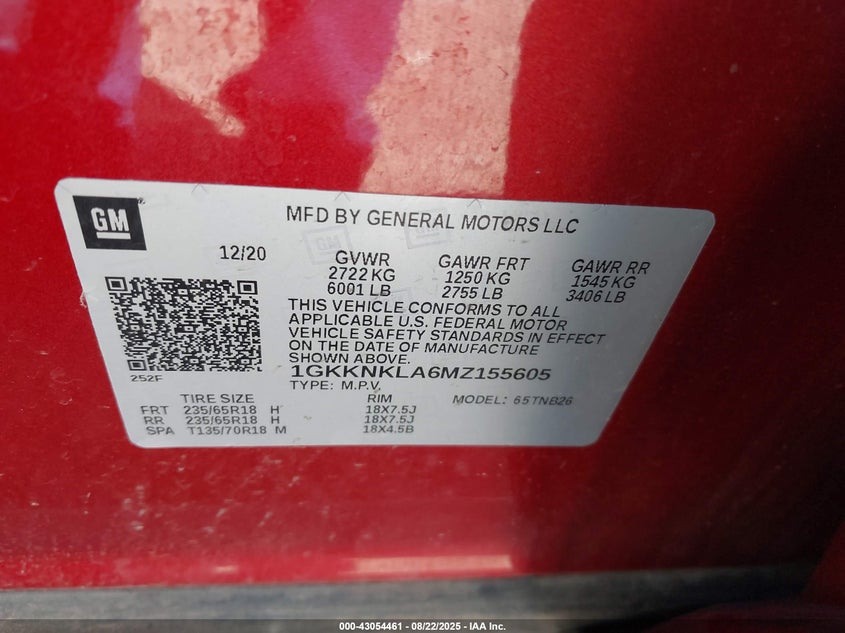 GM
MFD BY GENERAL MOTORS LLC
12/20
GVWR GAWR FRT GAWR RR
2722 KG 1250 KG 1545 KG
6001 LB 2755 LB 3406 LB
THIS VEHICLE CONFORMS TO ALL
APPLICABLE U.S. FEDERAL MOTOR
VEHICLE SAFETY STANDARDS IN EFFECT
ON THE DATE OF MANUFACTURE
SHOWN ABOVE.
252F
1GKKNKLA6MZ155605
TYPE: M.P.V.
MODEL: 65TNB26
TIRE SIZE RIM
FRT 235/65R18 H 18X7.5J
RR 235/65R18 H 18X7.5J
SPA T135/70R18 M 18X4.5B
000-43054461 - 08/22/2025 - IAA Inc.